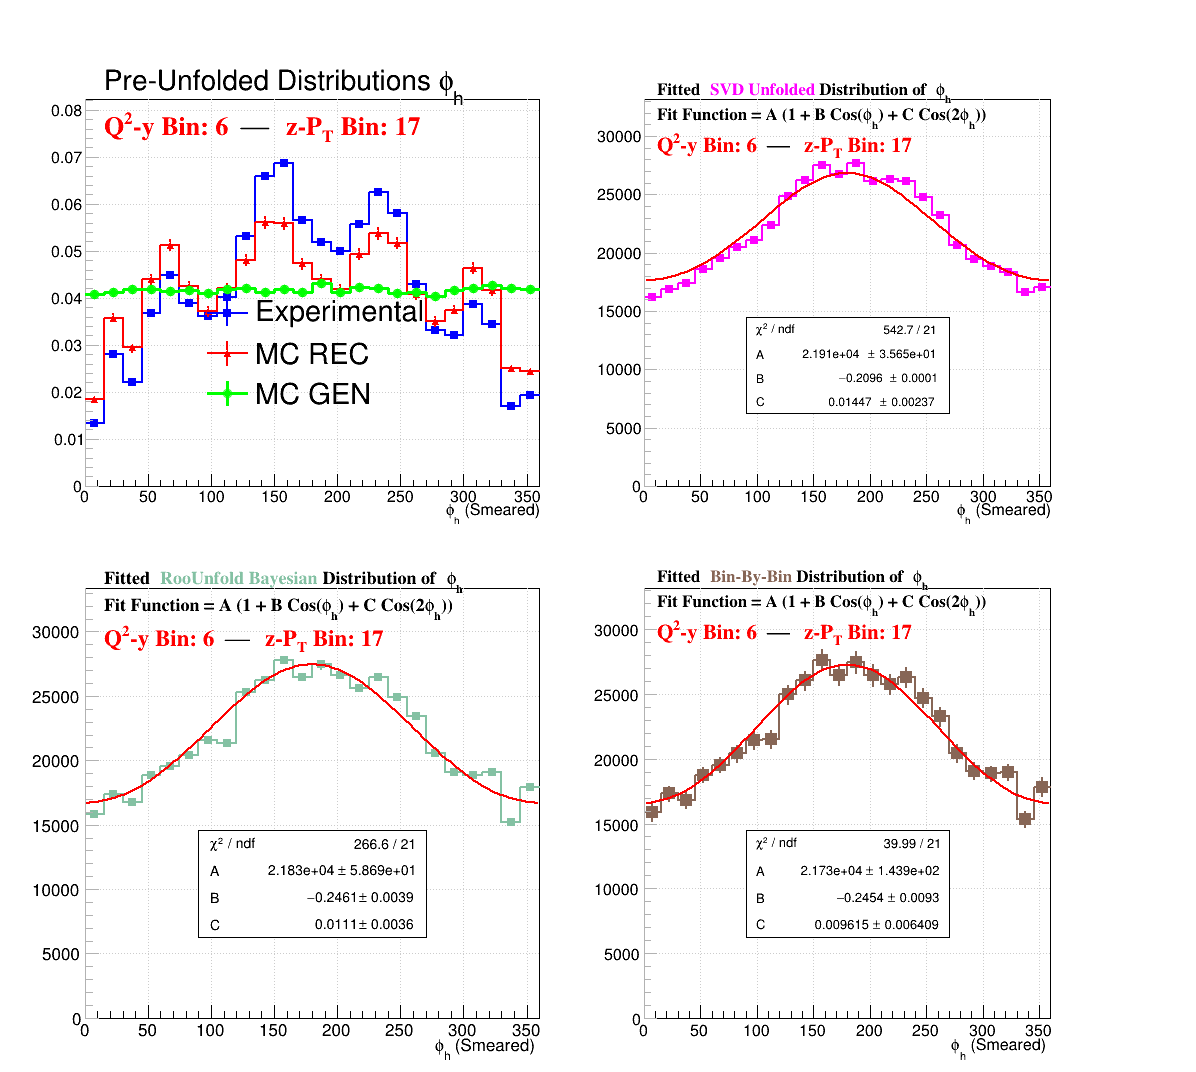 Pre-Unfolded Distributions ϕh
Q²-y Bin: 6 — z-PT Bin: 17
0.08
0.07
0.06
0.05
0.04
0.03
0.02
0.01
0
Experimental
MC REC
MC GEN
0 50 100 150 200 250 300 350
ϕh (Smeared)
Fitted SVD Unfolded Distribution of ϕh
Fit Function = A (1 + B Cos(ϕh) + C Cos(2ϕh))
Q²-y Bin: 6 — z-PT Bin: 17
30000
25000
20000
15000
10000
5000
0
χ² / ndf 542.7 / 21
A 2.191e+04 ± 3.565e+01
B −0.2096 ± 0.0001
C 0.01447 ± 0.00237
0 50 100 150 200 250 300 350
ϕh (Smeared)
Fitted RooUnfold Bayesian Distribution of ϕh
Fit Function = A (1 + B Cos(ϕh) + C Cos(2ϕh))
Q²-y Bin: 6 — z-PT Bin: 17
30000
25000
20000
15000
10000
5000
0
χ² / ndf 266.6 / 21
A 2.183e+04 ± 5.869e+01
B −0.2461 ± 0.0039
C 0.0111 ± 0.0036
0 50 100 150 200 250 300 350
ϕh (Smeared)
Fitted Bin-By-Bin Distribution of ϕh
Fit Function = A (1 + B Cos(ϕh) + C Cos(2ϕh))
Q²-y Bin: 6 — z-PT Bin: 17
30000
25000
20000
15000
10000
5000
0
χ² / ndf 39.99 / 21
A 2.173e+04 ± 1.439e+02
B −0.2454 ± 0.0093
C 0.009615 ± 0.006409
0 50 100 150 200 250 300 350
ϕh (Smeared)